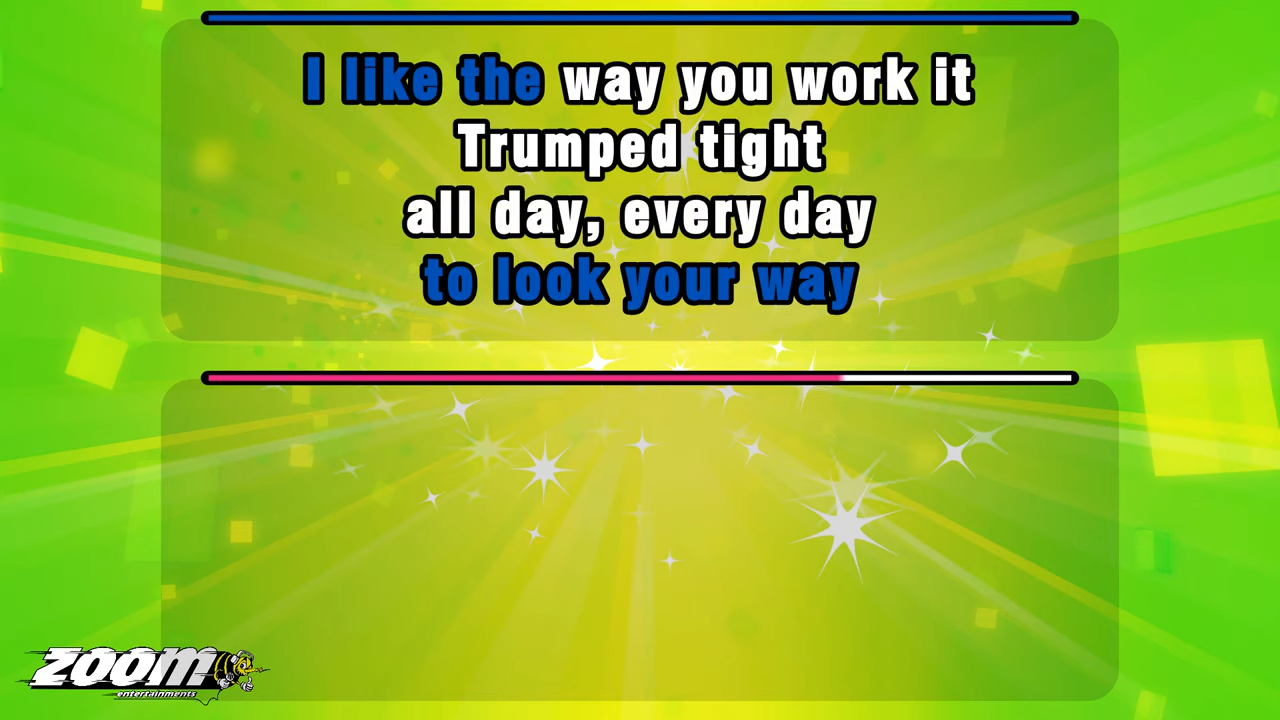 I like the way you work it
Trumped tight
all day, every day
to look your way
ZOOM
entertainments